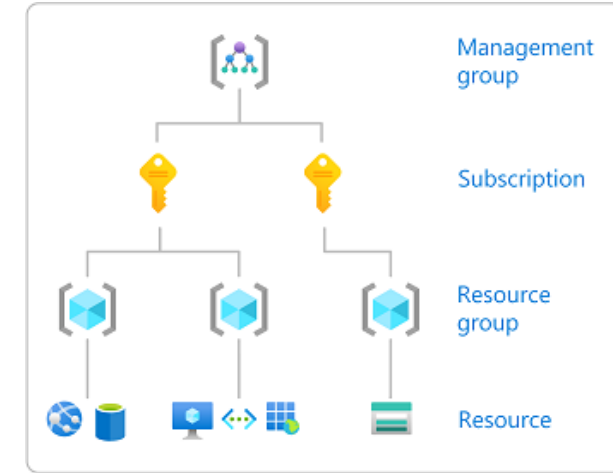 Management
group
Subscription
Resource
group
Resource